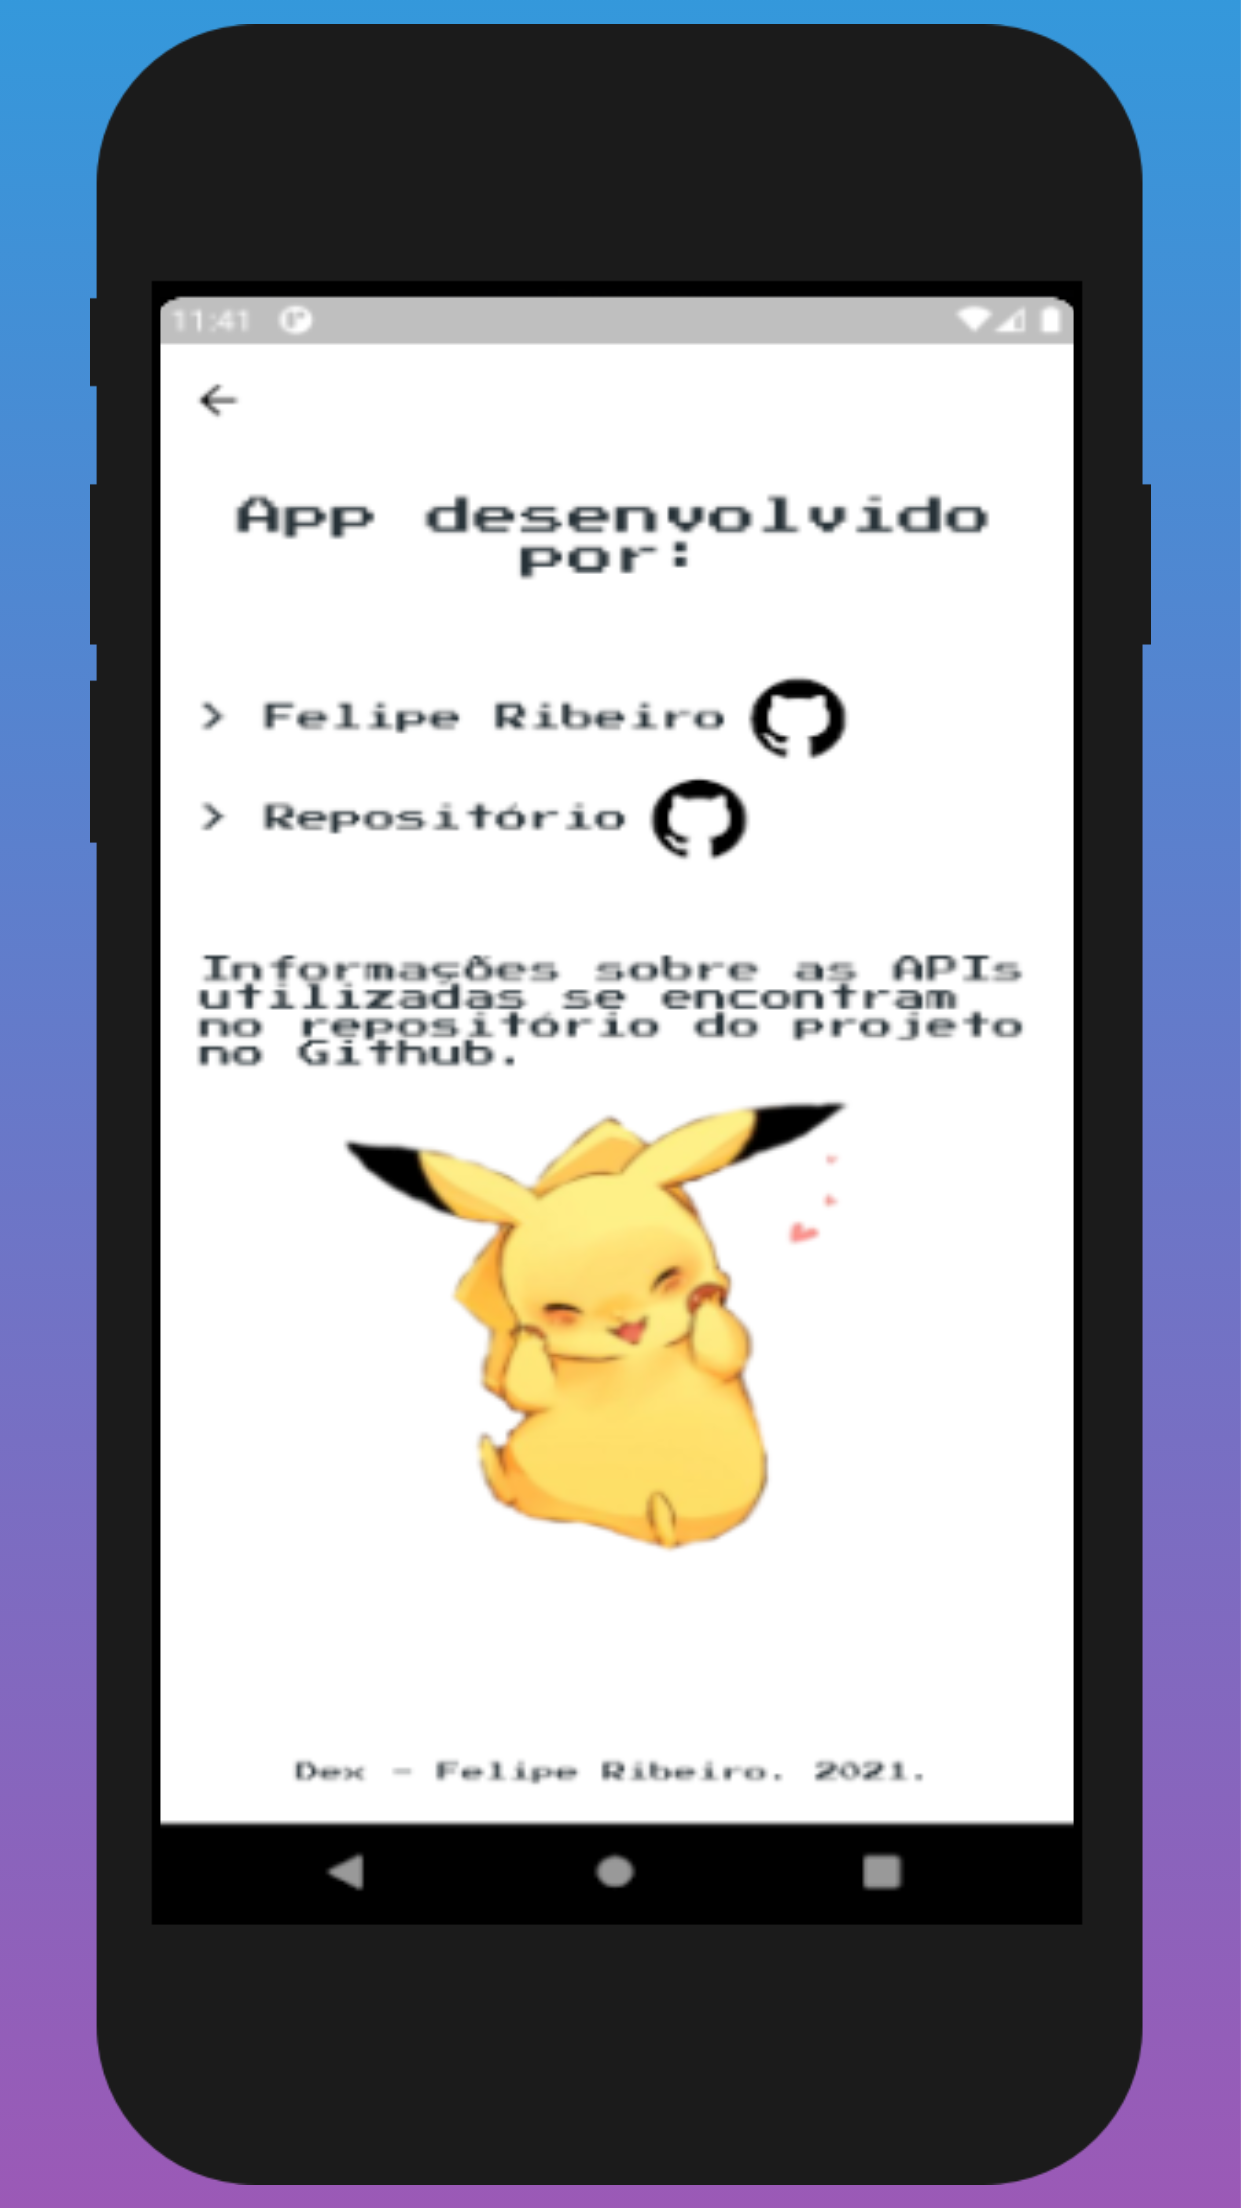 11:41
App desenvolvido
por:
> Felipe Ribeiro
> Repositório
Informações sobre as APIs
utilizadas se encontram
no repositório do projeto
no Github.
Dex - Felipe Ribeiro. 2021.